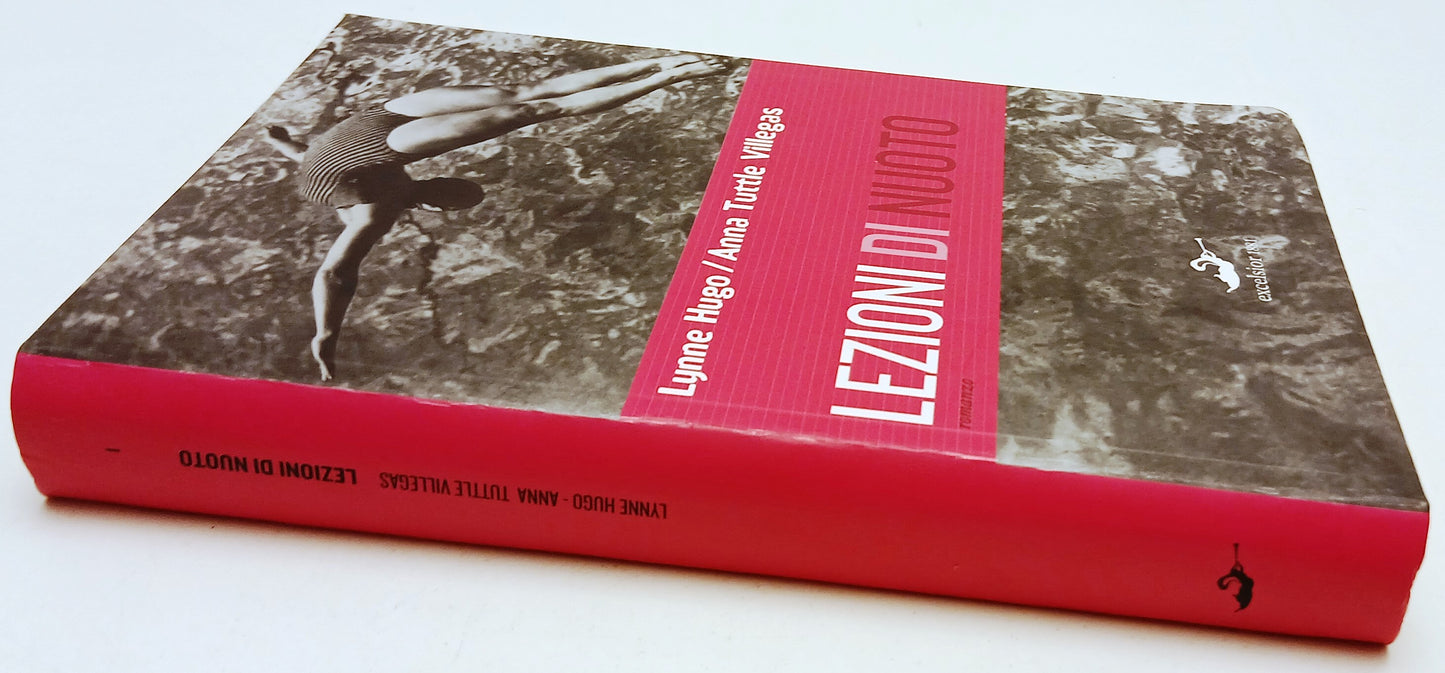 Lynne Hugo / Anna Tuttle Villegas
LEZIONI DI NUOTO
romanzo
excelsior 1881
LYNNE HUGO - ANNA TUTTLE VILLEGAS LEZIONI DI NUOTO